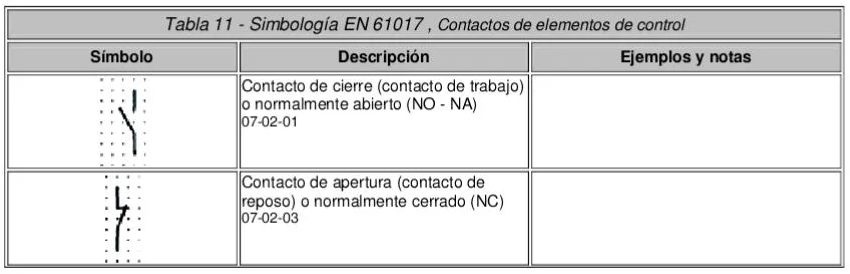 Tabla 11 - Simbología EN 61017 , Contactos de elementos de control
Símbolo
Descripción
Ejemplos y notas
Contacto de cierre (contacto de trabajo)
o normalmente abierto (NO - NA)
07-02-01
Contacto de apertura (contacto de
reposo) o normalmente cerrado (NC)
07-02-03